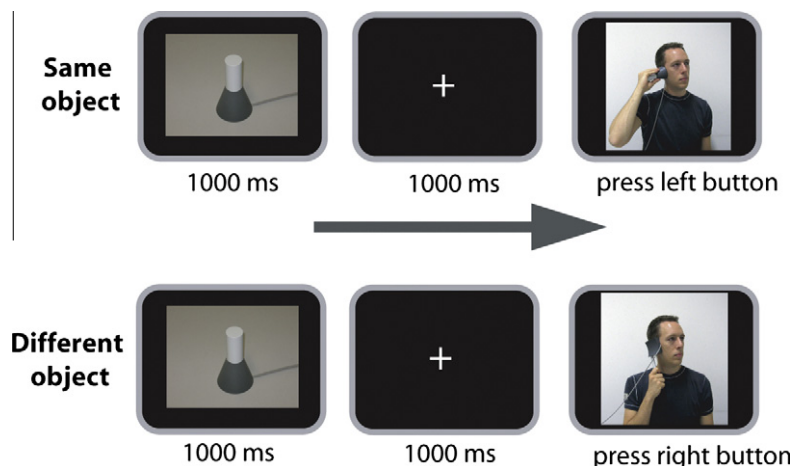 Same
object
1000 ms
1000 ms
press left button
Different
object
1000 ms
1000 ms
press right button